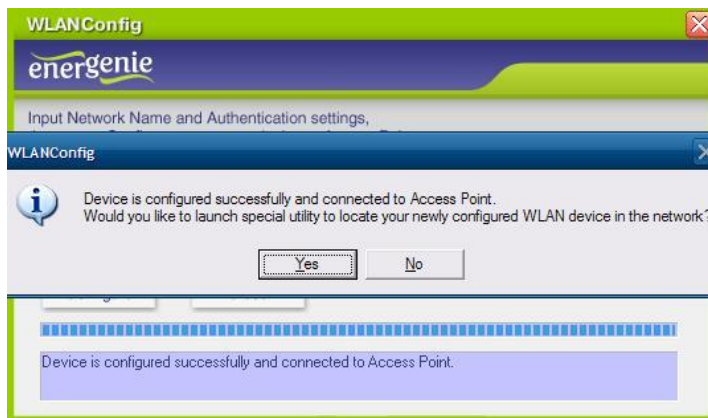 WLANConfig
energenie
Input Network Name and Authentication settings,
WLANConfig
Device is configured successfully and connected to Access Point.
Would you like to launch special utility to locate your newly configured WLAN device in the network?
Yes
No
Device is configured successfully and connected to Access Point.